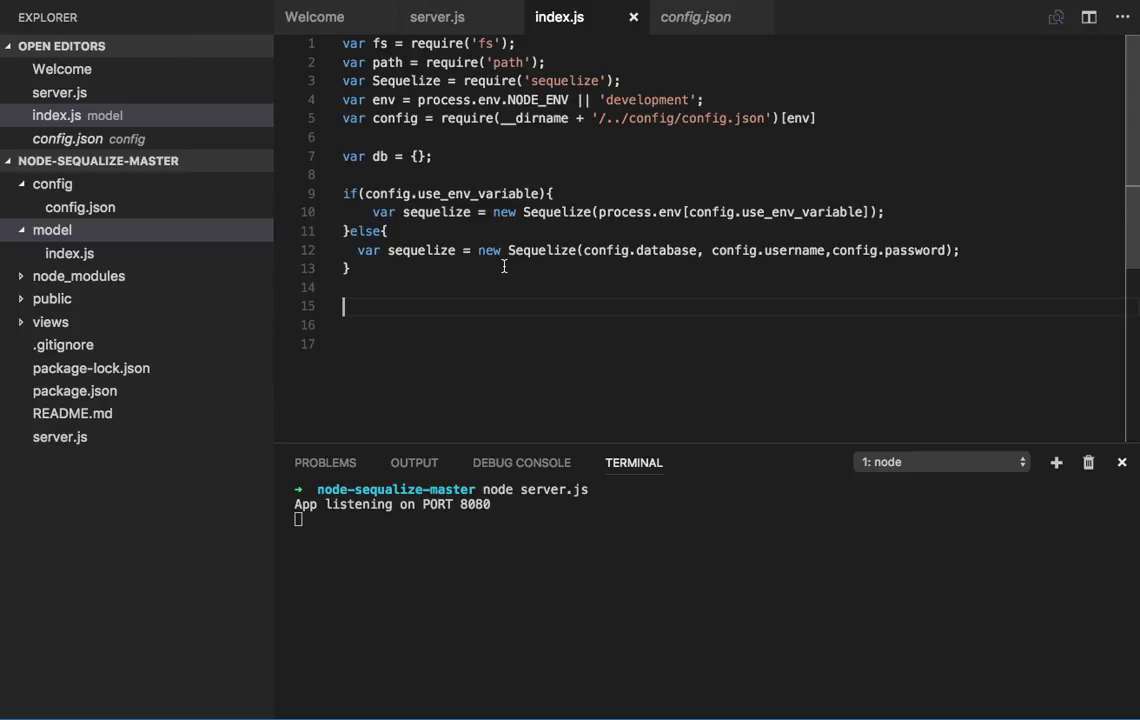 EXPLORER
OPEN EDITORS
Welcome
server.js
index.js model
config.json config
NODE-SEQUALIZE-MASTER
config
config.json
model
index.js
node_modules
public
views
.gitignore
package-lock.json
package.json
README.md
server.js
Welcome server.js index.js × config.json ...
1 var fs = require('fs');
2 var path = require('path');
3 var Sequelize = require('sequelize');
4 var env = process.env.NODE_ENV || 'development';
5 var config = require(__dirname + '/../config/config.json')[env]
6
7 var db = {};
8
9 if(config.use_env_variable){
10 var sequelize = new Sequelize(process.env[config.use_env_variable]);
11 }else{
12 var sequelize = new Sequelize(config.database, config.username,config.password);
13 }
14
15
16
17
PROBLEMS OUTPUT DEBUG CONSOLE TERMINAL 1: node
➜ node-sequalize-master node server.js
App listening on PORT 8080